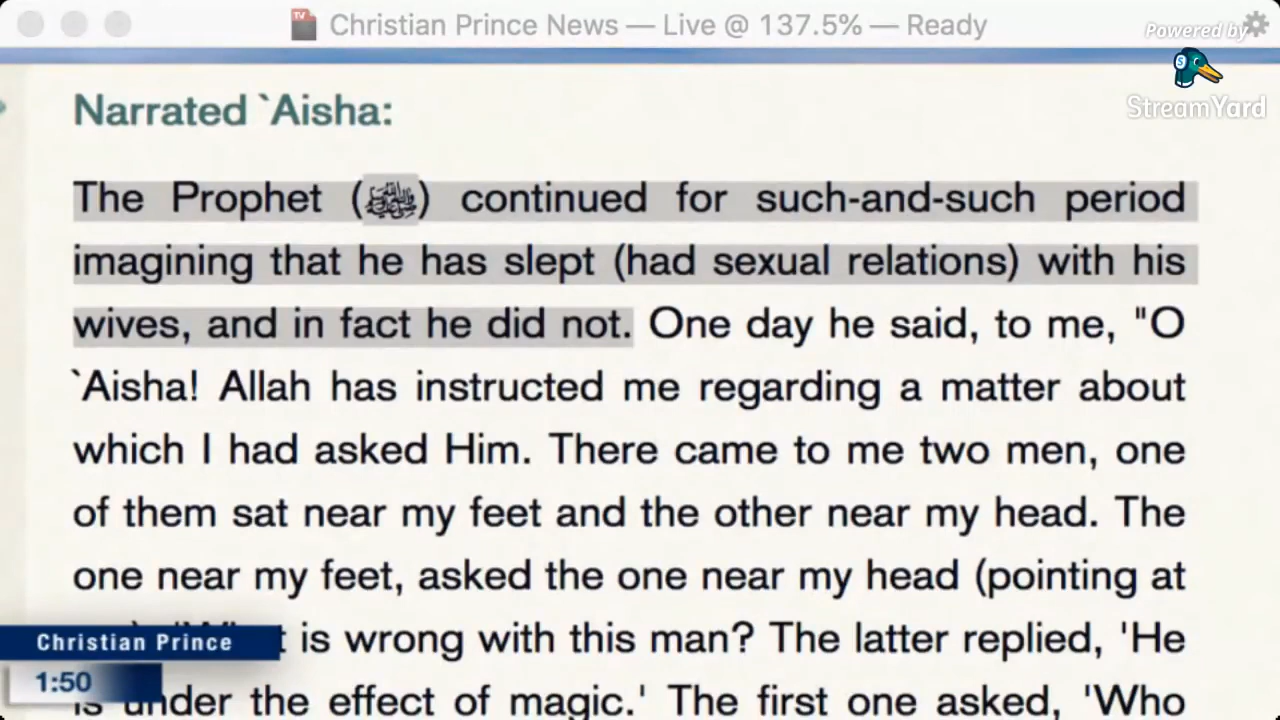 Christian Prince News — Live @ 137.5% — Ready
Powered by
StreamYard
Narrated `Aisha:
The Prophet (ﷺ) continued for such-and-such period
imagining that he has slept (had sexual relations) with his
wives, and in fact he did not. One day he said, to me, "O
`Aisha! Allah has instructed me regarding a matter about
which I had asked Him. There came to me two men, one
of them sat near my feet and the other near my head. The
one near my feet, asked the one near my head (pointing at
is wrong with this man? The latter replied, 'He
is under the effect of magic.' The first one asked, 'Who
Christian Prince
1:50